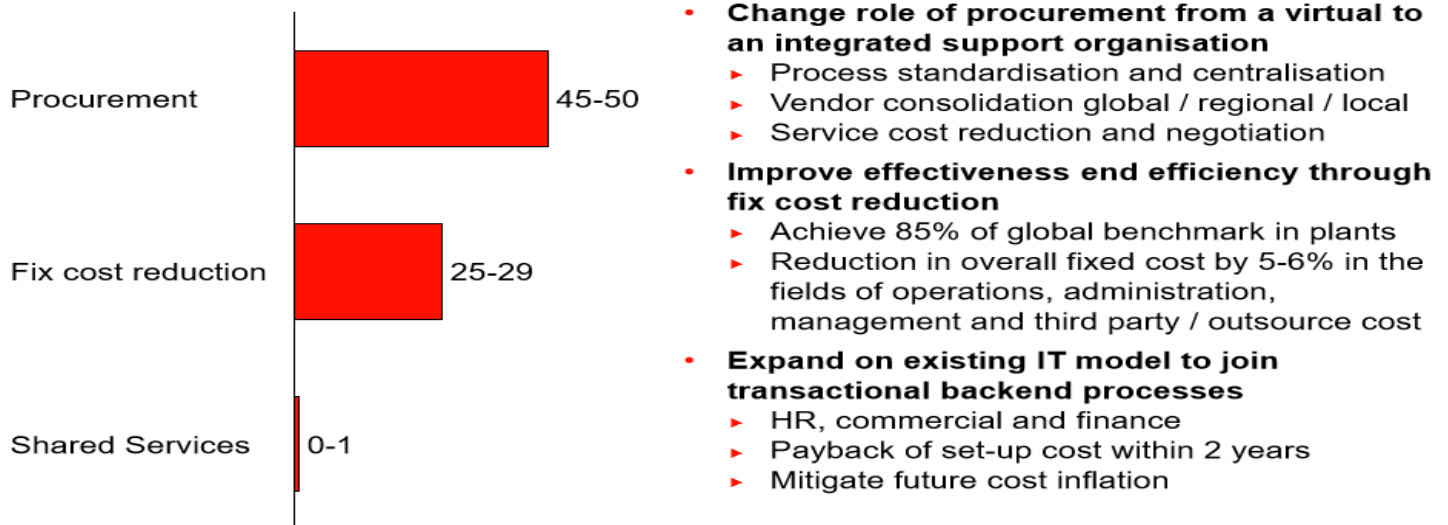 Procurement
45-50
Fix cost reduction
25-29
Shared Services
0-1
• Change role of procurement from a virtual to
an integrated support organisation
► Process standardisation and centralisation
► Vendor consolidation global / regional / local
► Service cost reduction and negotiation
• Improve effectiveness end efficiency through
fix cost reduction
► Achieve 85% of global benchmark in plants
► Reduction in overall fixed cost by 5-6% in the
fields of operations, administration,
management and third party / outsource cost
• Expand on existing IT model to join
transactional backend processes
► HR, commercial and finance
► Payback of set-up cost within 2 years
► Mitigate future cost inflation